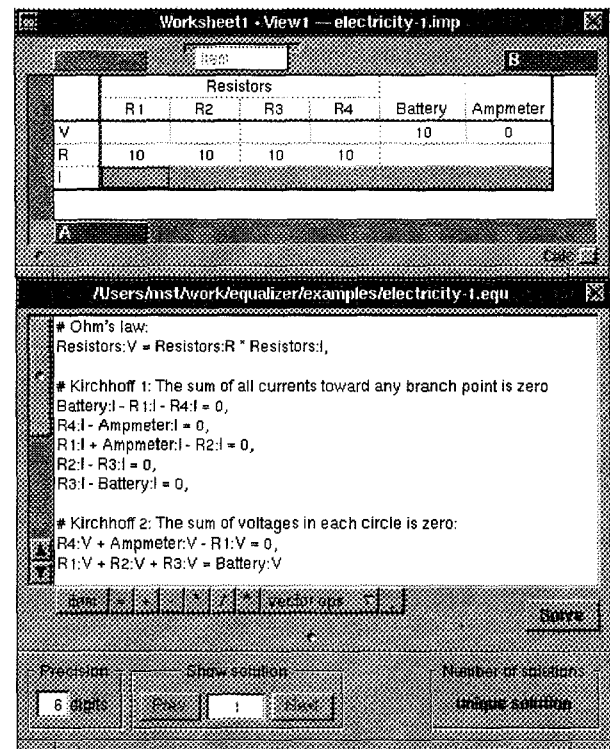 Worksheet1 • View1 — electricity-1.imp
Item
B
Resistors
R1 R2 R3 R4 Battery Ampmeter
V 10 0
R 10 10 10 10
I
A
Calc
/Users/mst/work/equalizer/examples/electricity-1.equ
# Ohm's law:
Resistors:V = Resistors:R * Resistors:I,
# Kirchhoff 1: The sum of all currents toward any branch point is zero
Battery:I - R1:I - R4:I = 0,
R4:I - Ampmeter:I = 0,
R1:I + Ampmeter:I - R2:I = 0,
R2:I - R3:I = 0,
R3:I - Battery:I = 0,
# Kirchhoff 2: The sum of voltages in each circle is zero:
R4:V + Ampmeter:V - R1:V = 0,
R1:V + R2:V + R3:V = Battery:V
= + - * / ^ vector ops
Solve
Precision Show solution Number of solutions
6 digits Prev 1 Next unique solution